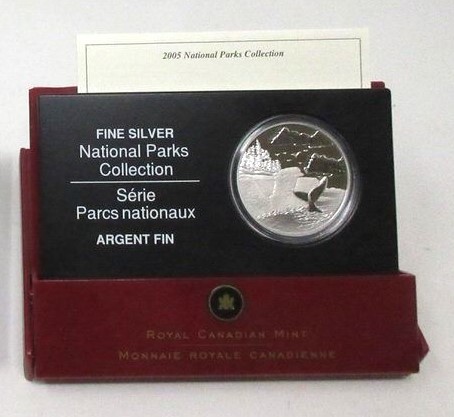 2005 National Parks Collection
FINE SILVER
National Parks
Collection
Série
Parcs nationaux
ARGENT FIN
ROYAL CANADIAN MINT
MONNAIE ROYALE CANADIENNE